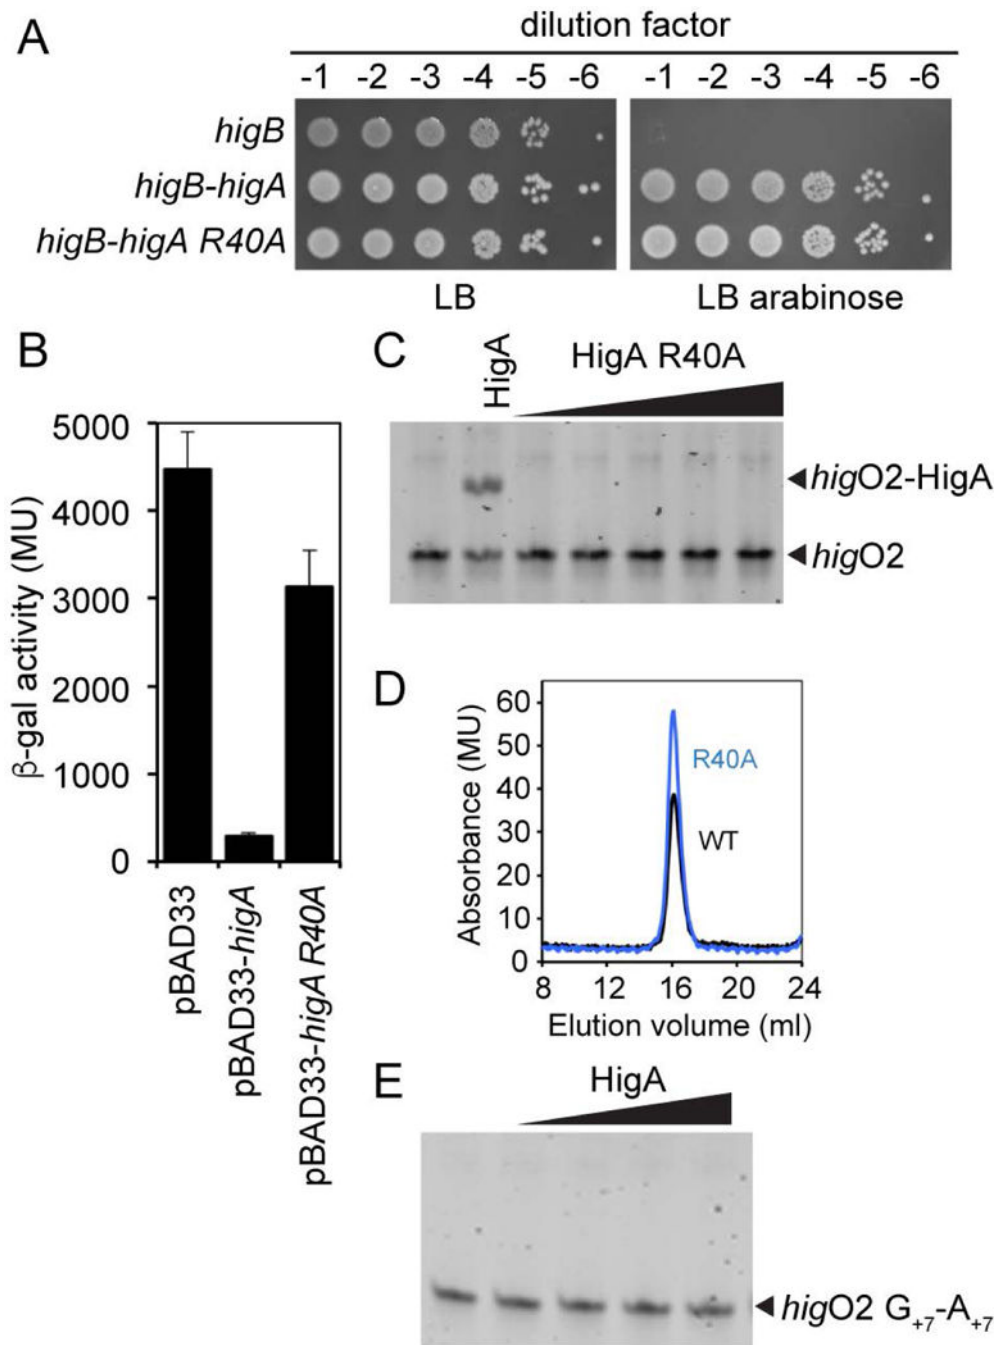 A
dilution factor
-1 -2 -3 -4 -5 -6 -1 -2 -3 -4 -5 -6
higB
higB-higA
higB-higA R40A
LB LB arabinose
B
β-gal activity (MU)
5000
4000
3000
2000
1000
0
pBAD33
pBAD33-higA
pBAD33-higA R40A
C
HigA
HigA R40A
higO2-HigA
higO2
D
Absorbance (MU)
60
50
40
30
20
10
0
R40A
WT
8 12 16 20 24
Elution volume (ml)
E
HigA
higO2 G+7-A+7